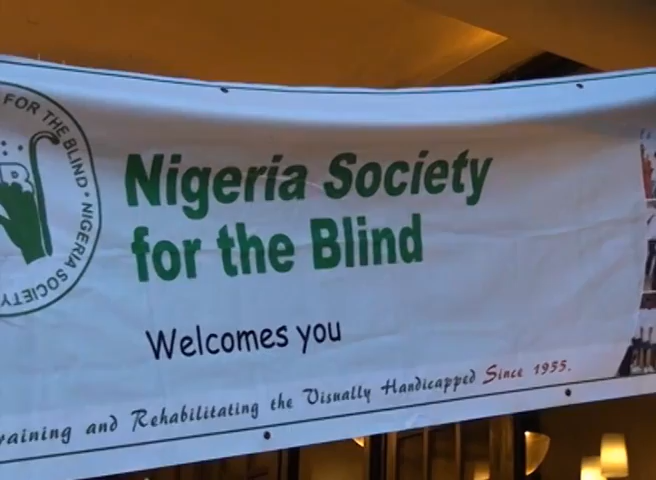 FOR THE BLIND • NIGERIA SOCIETY
Nigeria Society
for the Blind
Welcomes you
and Rehabilitating the Visually Handicapped Since 1955.